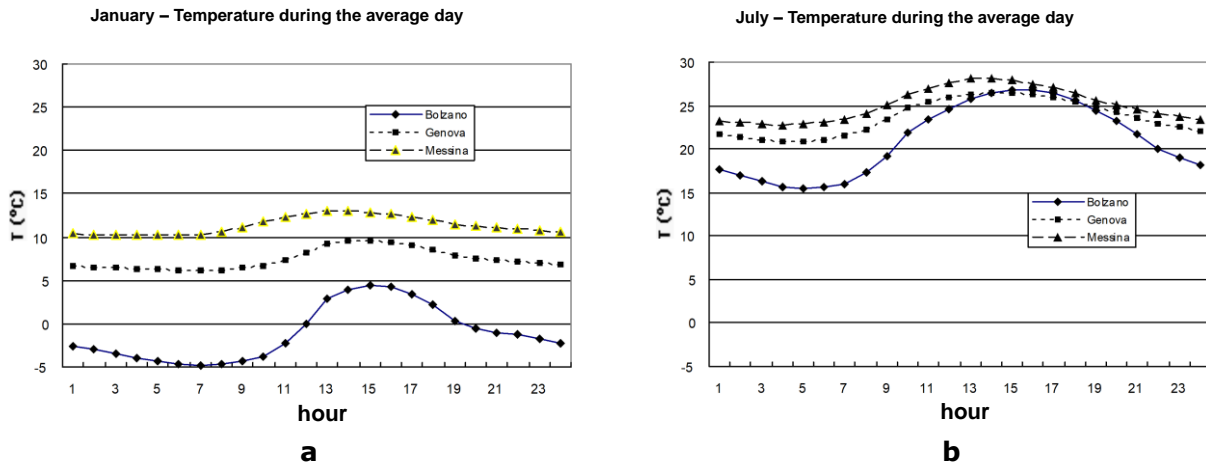 January – Temperature during the average day
30
25
20
15
10
5
0
-5
T (°C)
Bolzano
Genova
Messina
1 3 5 7 9 11 13 15 17 19 21 23
hour
a
July – Temperature during the average day
30
25
20
15
10
5
0
-5
T (°C)
Bolzano
Genova
Messina
1 3 5 7 9 11 13 15 17 19 21 23
hour
b